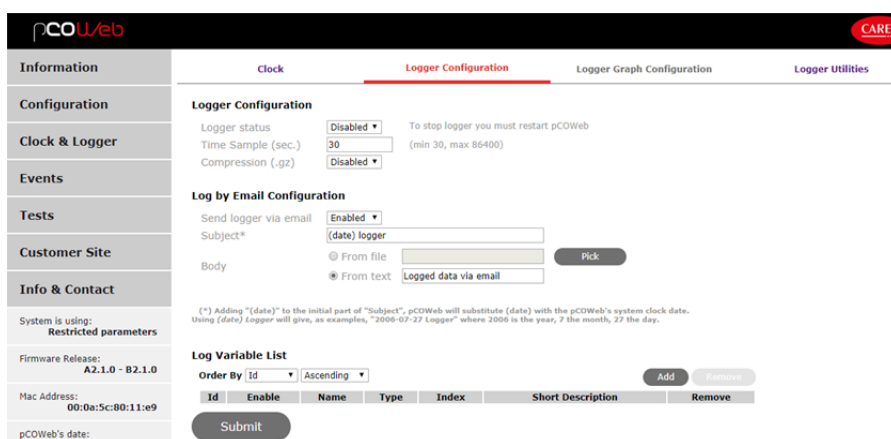 pCOWeb
CARE
Information
Configuration
Clock & Logger
Events
Tests
Customer Site
Info & Contact
System is using:
Restricted parameters
Firmware Release:
A2.1.0 - B2.1.0
Mac Address:
00:0a:5c:80:11:e9
pCOWeb's date:
Clock Logger Configuration Logger Graph Configuration Logger Utilities
Logger Configuration
Logger status Disabled To stop logger you must restart pCOWeb
Time Sample (sec.) 30 (min 30, max 86400)
Compression (.gz) Disabled
Log by Email Configuration
Send logger via email Enabled
Subject* (date) logger
Body
From file Pick
From text Logged data via email
(*) Adding "(date)" to the initial part of "Subject", pCOWeb will substitute (date) with the pCOWeb's system clock date.
Using (date) Logger will give, as examples, "2006-07-27 Logger" where 2006 is the year, 7 the month, 27 the day.
Log Variable List
Order By Id Ascending Add Remove
Id Enable Name Type Index Short Description Remove
Submit